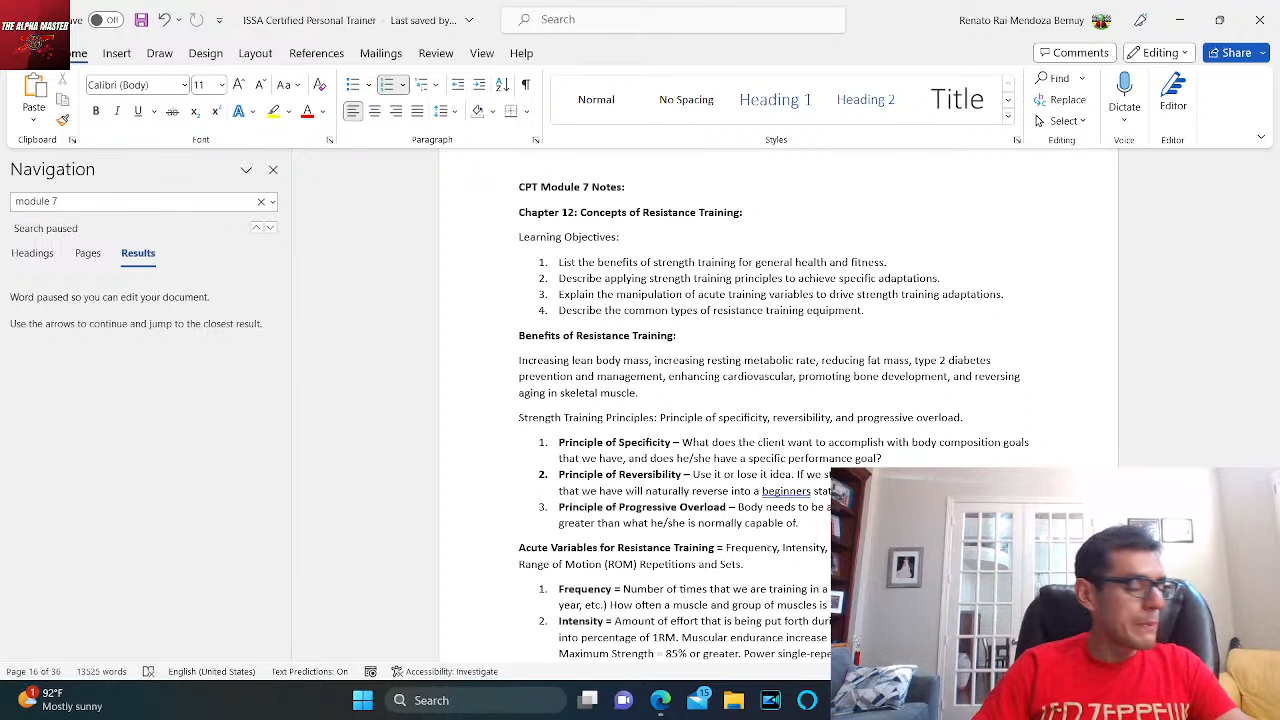 THE ALPHA MASTER
ve Off ISSA Certified Personal Trainer - Last saved by... Search Renato Rai Mendoza Bemuy
ome Insert Draw Design Layout References Mailings Review View Help Comments Editing Share
Paste Calibri (Body) 11 Aa Normal No Spacing Heading 1 Heading 2 Title Find Replace Select Dictate Editor
Clipboard Font Paragraph Styles Editing Voice Editor
Navigation
module 7
Search paused
Headings Pages Results
Word paused so you can edit your document.
Use the arrows to continue and jump to the closest result.
CPT Module 7 Notes:
Chapter 12: Concepts of Resistance Training:
Learning Objectives:
1. List the benefits of strength training for general health and fitness.
2. Describe applying strength training principles to achieve specific adaptations.
3. Explain the manipulation of acute training variables to drive strength training adaptations.
4. Describe the common types of resistance training equipment.
Benefits of Resistance Training:
Increasing lean body mass, increasing resting metabolic rate, reducing fat mass, type 2 diabetes
prevention and management, enhancing cardiovascular, promoting bone development, and reversing
aging in skeletal muscle.
Strength Training Principles: Principle of specificity, reversibility, and progressive overload.
1. Principle of Specificity – What does the client want to accomplish with body composition goals
that we have, and does he/she have a specific performance goal?
2. Principle of Reversibility – Use it or lose it idea. If we s
that we have will naturally reverse into a beginners stat
3. Principle of Progressive Overload – Body needs to be a
greater than what he/she is normally capable of.
Acute Variables for Resistance Training = Frequency, Intensity,
Range of Motion (ROM) Repetitions and Sets.
1. Frequency = Number of times that we are training in a
year, etc.) How often a muscle and group of muscles is
2. Intensity = Amount of effort that is being put forth duri
into percentage of 1RM. Muscular endurance increase
Maximum Strength = 85% or greater. Power single-repe
Page 16 of 36 13525 words English (United States) Text Predictions: On Accessibility: Investigate
1 92°F
Mostly sunny
Search
15
LED ZEPPELIN